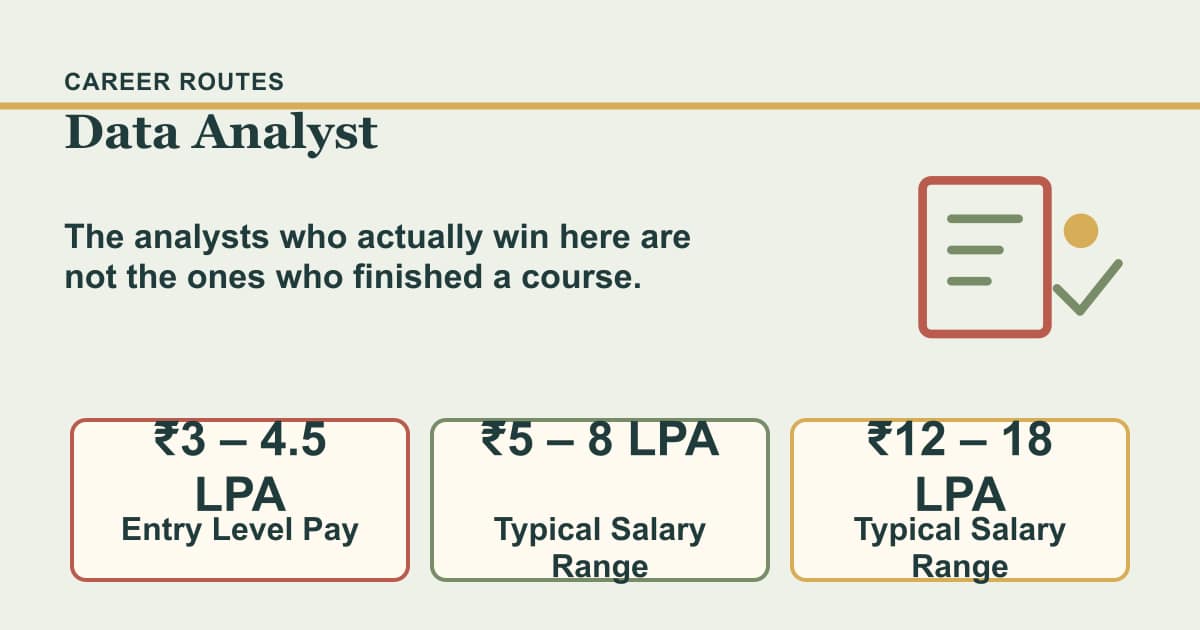 CAREER ROUTES
Data Analyst
The analysts who actually win here are
not the ones who finished a course.
₹3 – 4.5
LPA
Entry Level Pay
₹5 – 8 LPA
Typical Salary
Range
₹12 – 18
LPA
Typical Salary
Range